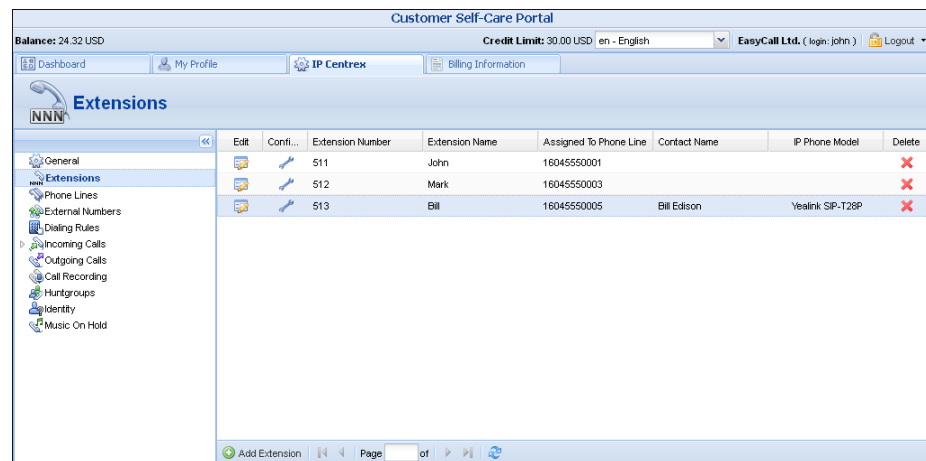 Customer Self-Care Portal
Balance: 24.32 USD Credit Limit: 30.00 USD en - English EasyCall Ltd. ( login: john ) Logout
Dashboard My Profile IP Centrex Billing Information
NNN Extensions
Edit Confi... Extension Number Extension Name Assigned To Phone Line Contact Name IP Phone Model Delete
General
NNN Extensions
Phone Lines
External Numbers
Dialing Rules
Incoming Calls
Outgoing Calls
Call Recording
Huntgroups
Identity
Music On Hold
511 John 16045550001
512 Mark 16045550003
513 Bill 16045550005 Bill Edison Yealink SIP-T28P
Add Extension Page of